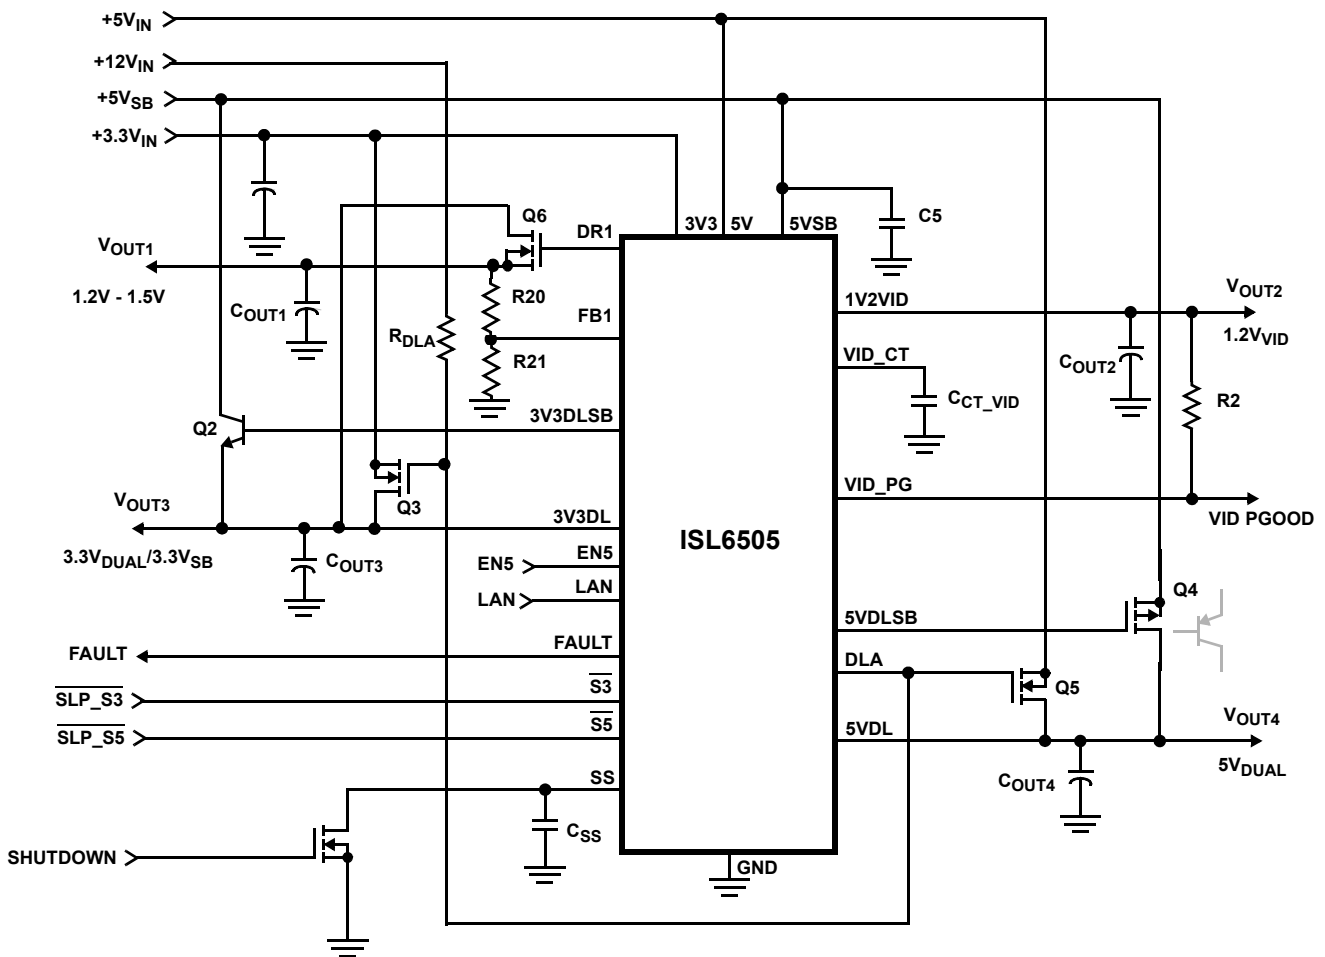 +5VIN
+12VIN
+5VSB
+3.3VIN
Q6
DR1
3V3
5V
5VSB
C5
VOUT1
1.2V - 1.5V
COUT1
R20
FB1
RDLA
R21
1V2VID
VOUT2
1.2VVID
VID_CT
COUT2
CCT_VID
R2
Q2
3V3DLSB
Q3
VID_PG
VID PGOOD
VOUT3
3.3VDUAL/3.3VSB
COUT3
3V3DL
ISL6505
EN5
EN5
LAN
LAN
5VDLSB
Q4
FAULT
FAULT
DLA
Q5
SLP_S3
S3
SLP_S5
S5
5VDL
VOUT4
5VDUAL
COUT4
SS
CSS
SHUTDOWN
GND